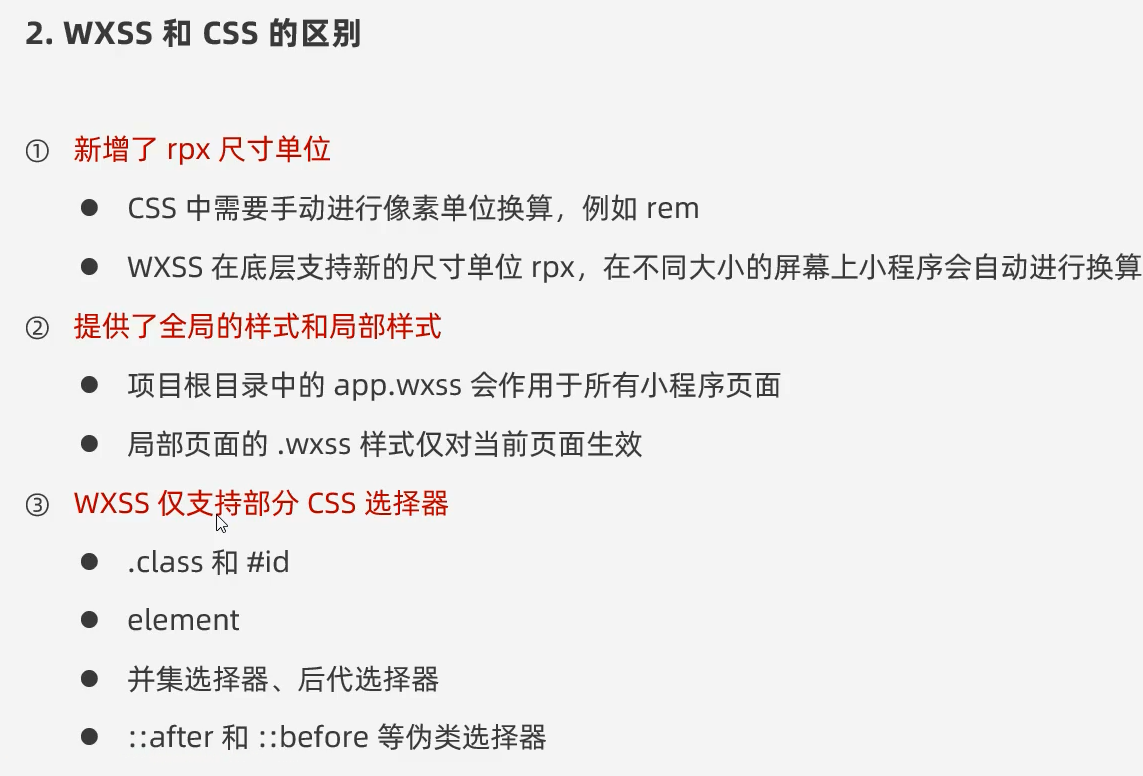 2. WXSS 和 CSS 的区别
① 新增了 rpx 尺寸单位
● CSS 中需要手动进行像素单位换算，例如 rem
● WXSS 在底层支持新的尺寸单位 rpx，在不同大小的屏幕上小程序会自动进行换算
② 提供了全局的样式和局部样式
● 项目根目录中的 app.wxss 会作用于所有小程序页面
● 局部页面的 .wxss 样式仅对当前页面生效
③ WXSS 仅支持部分 CSS 选择器
● .class 和 #id
● element
● 并集选择器、后代选择器
● ::after 和 ::before 等伪类选择器